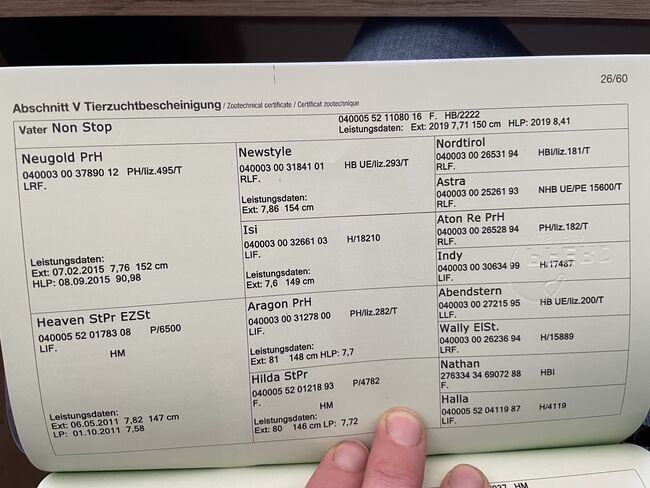 26/60
Abschnitt V Tierzuchtbescheinigung / Zootechnical certificate / Certificat zootechnique
Vater Non Stop
040005 52 11080 16 F. HB/2222
Leistungsdaten: Ext: 2019 7,71 150 cm HLP: 2019 8,41
Neugold PrH
040003 00 37890 12 PH/liz.495/T
LRF.
Leistungsdaten:
Ext: 07.02.2015 7,76 152 cm
HLP: 08.09.2015 90,98
Heaven StPr EZSt
040005 52 01783 08 P/6500
LIF.
HM
Leistungsdaten:
Ext: 06.05.2011 7,82 147 cm
LP: 01.10.2011 7,58
Newstyle
040003 00 31841 01 HB UE/liz.293/T
RLF.
Leistungsdaten:
Ext: 7,86 154 cm
Isi
040003 00 32661 03 H/18210
LIF.
Leistungsdaten:
Ext: 7,6 149 cm
Aragon PrH
040003 00 31278 00 PH/liz.282/T
LIF.
Leistungsdaten:
Ext: 81 148 cm HLP: 7,7
Hilda StPr
040005 52 01218 93 P/4782
F.
HM
Leistungsdaten:
Ext: 80 146 cm LP: 7,72
Nordtirol
040003 00 26531 94 HBI/liz.181/T
RLF.
Astra
040003 00 25261 93 NHB UE/PE 15600/T
RLF.
Aton Re PrH
040003 00 26528 94 PH/liz.182/T
RLF.
Indy
040003 00 30634 99 H/17487
LIF.
Abendstern
040003 00 27215 95 HB UE/liz.200/T
LLF.
Wally ElSt.
040003 00 26236 94 H/15889
LRF.
Nathan
276334 34 69072 88 HBI
F.
Halla
040005 52 04119 87 H/4119
LIF.
HM